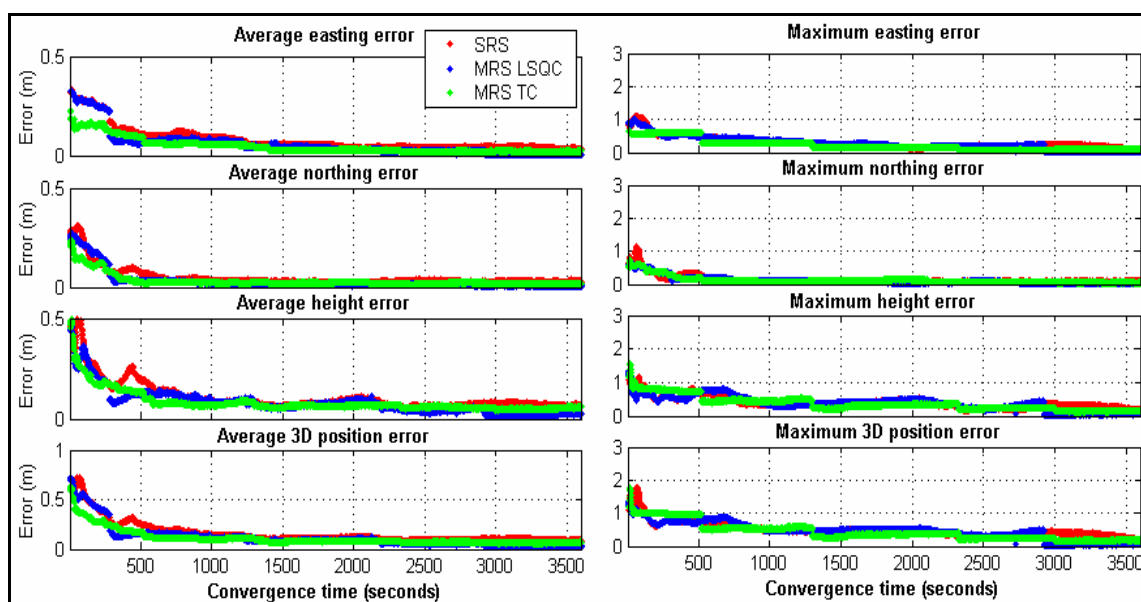 Average easting error
0.5
0
Error (m)
SRS
MRS LSQC
MRS TC
Average northing error
0.5
0
Error (m)
Average height error
0.5
0
Error (m)
Average 3D position error
1
0.5
0
Error (m)
500 1000 1500 2000 2500 3000 3500
Convergence time (seconds)
Maximum easting error
3
2
1
0
Maximum northing error
3
2
1
0
Maximum height error
3
2
1
0
Maximum 3D position error
3
2
1
0
500 1000 1500 2000 2500 3000 3500
Convergence time (seconds)